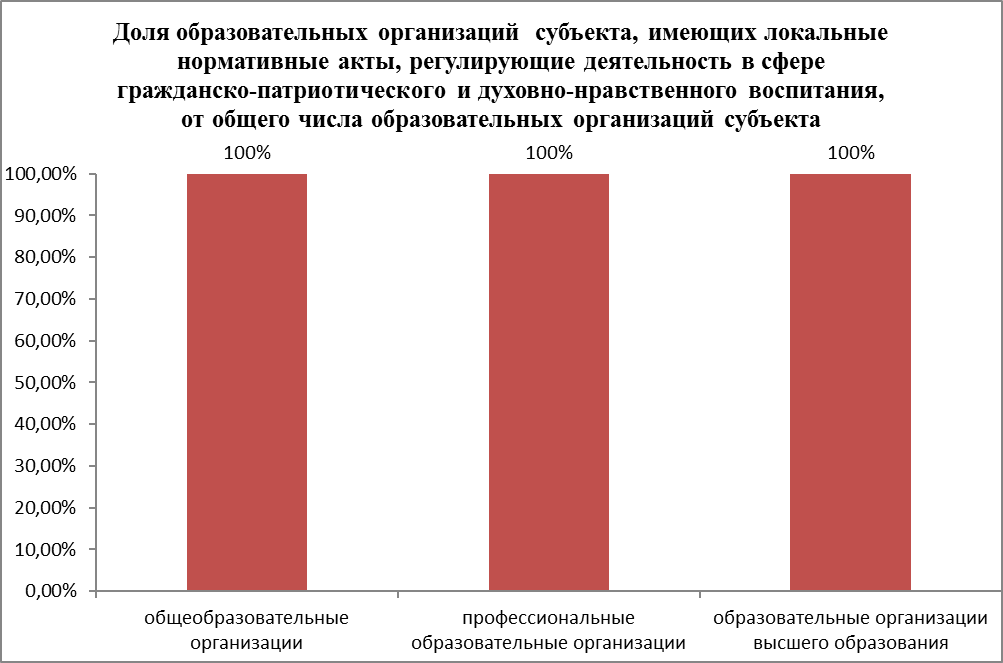 Доля образовательных организаций субъекта, имеющих локальные
нормативные акты, регулирующие деятельность в сфере
гражданско-патриотического и духовно-нравственного воспитания,
от общего числа образовательных организаций субъекта
100% 100% 100%
100,00%
90,00%
80,00%
70,00%
60,00%
50,00%
40,00%
30,00%
20,00%
10,00%
0,00%
общеобразовательные
организации
профессиональные
образовательные организации
образовательные организации
высшего образования